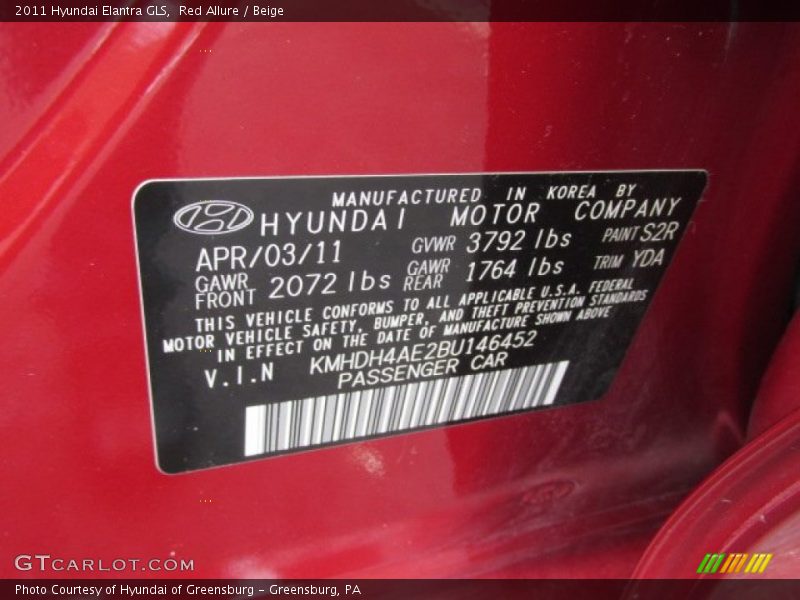 2011 Hyundai Elantra GLS, Red Allure / Beige
MANUFACTURED IN KOREA BY
HYUNDAI MOTOR COMPANY
APR/03/11 GVWR 3792 lbs PAINT S2R
GAWR FRONT 2072 lbs GAWR REAR 1764 lbs TRIM YDA
THIS VEHICLE CONFORMS TO ALL APPLICABLE U.S.A. FEDERAL
MOTOR VEHICLE SAFETY, BUMPER, AND THEFT PREVENTION STANDARDS
IN EFFECT ON THE DATE OF MANUFACTURE SHOWN ABOVE
V.I.N KMHDH4AE2BU146452
PASSENGER CAR
GTCARLOT.COM
Photo Courtesy of Hyundai of Greensburg - Greensburg, PA